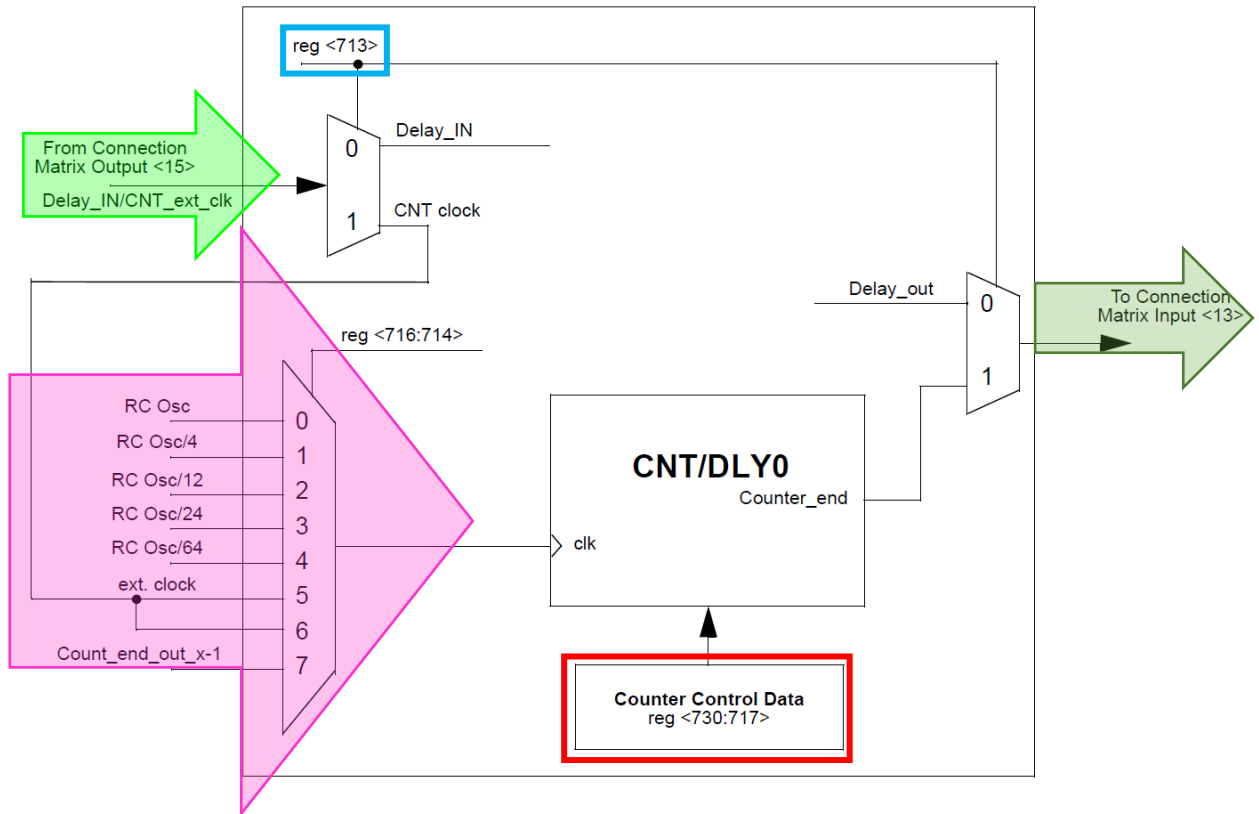 reg <713>
0
Delay_IN
From Connection
Matrix Output <15>
Delay_IN/CNT_ext_clk
1
CNT clock
Delay_out
0
To Connection
Matrix Input <13>
1
reg <716:714>
RC Osc
0
RC Osc/4
1
RC Osc/12
2
RC Osc/24
3
RC Osc/64
4
ext. clock
5
6
Count_end_out_x-1
7
CNT/DLY0
Counter_end
clk
Counter Control Data
reg <730:717>